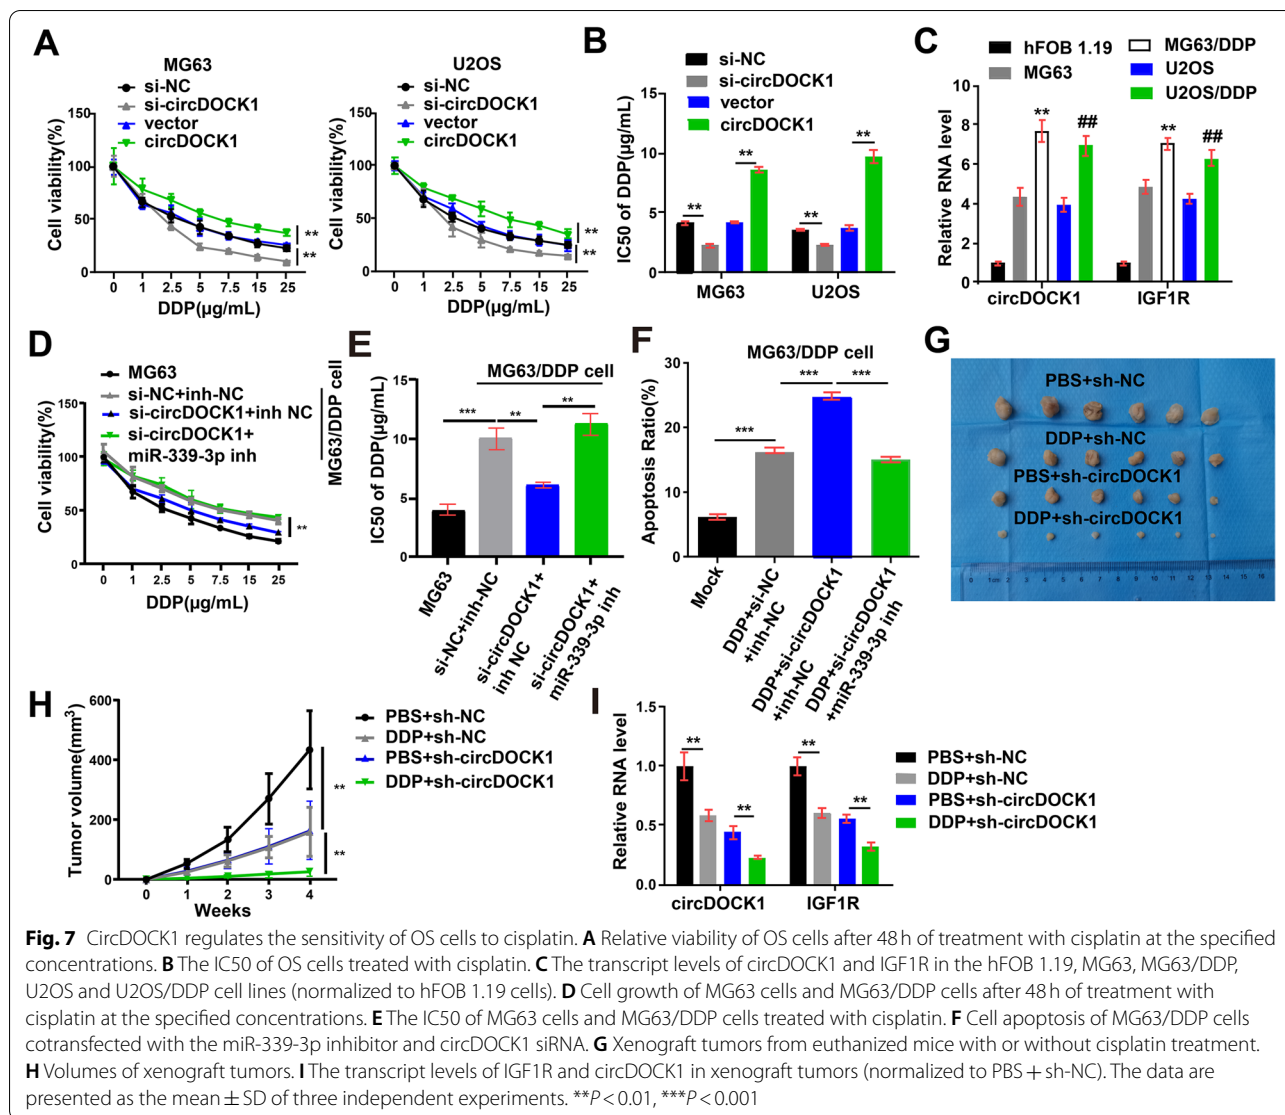 A
MG63
si-NC
si-circDOCK1
vector
circDOCK1
Cell viability(%)
150
100
50
0
0 1 2.5 5 7.5 15 25
DDP(µg/mL)
**
**
U2OS
si-NC
si-circDOCK1
vector
circDOCK1
Cell viability(%)
150
100
50
0
0 1 2.5 5 7.5 15 25
DDP(µg/mL)
**
**
B
si-NC
si-circDOCK1
vector
circDOCK1
IC50 of DDP(µg/mL)
15
10
5
0
** ** ** **
MG63 U2OS
C
hFOB 1.19
MG63
MG63/DDP
U2OS
U2OS/DDP
Relative RNA level
10
8
6
4
2
0
** ## ** ##
circDOCK1 IGF1R
D
MG63
si-NC+inh-NC
si-circDOCK1+inh NC
si-circDOCK1+
miR-339-3p inh
MG63/DDP cell
Cell viability(%)
150
100
50
0
0 1 2.5 5 7.5 15 25
DDP(µg/mL)
**
E
MG63/DDP cell
IC50 of DDP(µg/mL)
15
10
5
0
*** ** **
MG63
si-NC+inh-NC
si-circDOCK1+
inh NC
si-circDOCK1+
miR-339-3p inh
F
MG63/DDP cell
Apoptosis Ratio(%)
30
20
10
0
*** *** ***
Mock
DDP+si-NC
+inh-NC
DDP+si-circDOCK1
+inh-NC
DDP+si-circDOCK1
+miR-339-3p inh
G
PBS+sh-NC
DDP+sh-NC
PBS+sh-circDOCK1
DDP+sh-circDOCK1
0 1cm 2 3 4 5 6 7 8 9 10 11 12 13 14 15 16
H
PBS+sh-NC
DDP+sh-NC
PBS+sh-circDOCK1
DDP+sh-circDOCK1
Tumor volume(mm³)
600
400
200
0
0 1 2 3 4
Weeks
**
**
I
PBS+sh-NC
DDP+sh-NC
PBS+sh-circDOCK1
DDP+sh-circDOCK1
Relative RNA level
1.5
1.0
0.5
0.0
** ** ** **
circDOCK1 IGF1R
Fig. 7 CircDOCK1 regulates the sensitivity of OS cells to cisplatin. A Relative viability of OS cells after 48 h of treatment with cisplatin at the specified
concentrations. B The IC50 of OS cells treated with cisplatin. C The transcript levels of circDOCK1 and IGF1R in the hFOB 1.19, MG63, MG63/DDP,
U2OS and U2OS/DDP cell lines (normalized to hFOB 1.19 cells). D Cell growth of MG63 cells and MG63/DDP cells after 48 h of treatment with
cisplatin at the specified concentrations. E The IC50 of MG63 cells and MG63/DDP cells treated with cisplatin. F Cell apoptosis of MG63/DDP cells
cotransfected with the miR-339-3p inhibitor and circDOCK1 siRNA. G Xenograft tumors from euthanized mice with or without cisplatin treatment.
H Volumes of xenograft tumors. I The transcript levels of IGF1R and circDOCK1 in xenograft tumors (normalized to PBS + sh-NC). The data are
presented as the mean ± SD of three independent experiments. **P < 0.01, ***P < 0.001